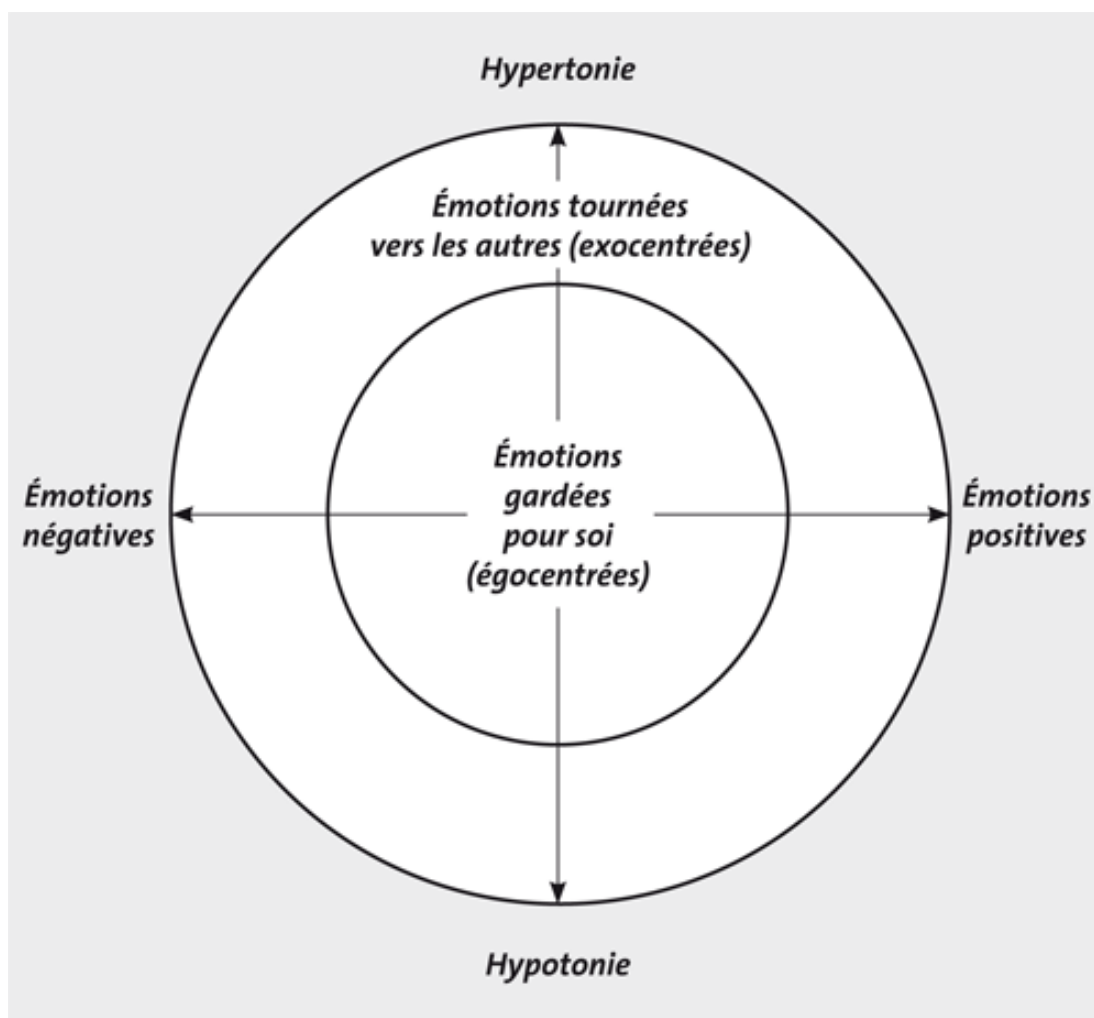 Hypertonie
Émotions tournées
vers les autres (exocentrées)
Émotions
gardées
pour soi
(égocentrées)
Émotions
négatives
Émotions
positives
Hypotonie